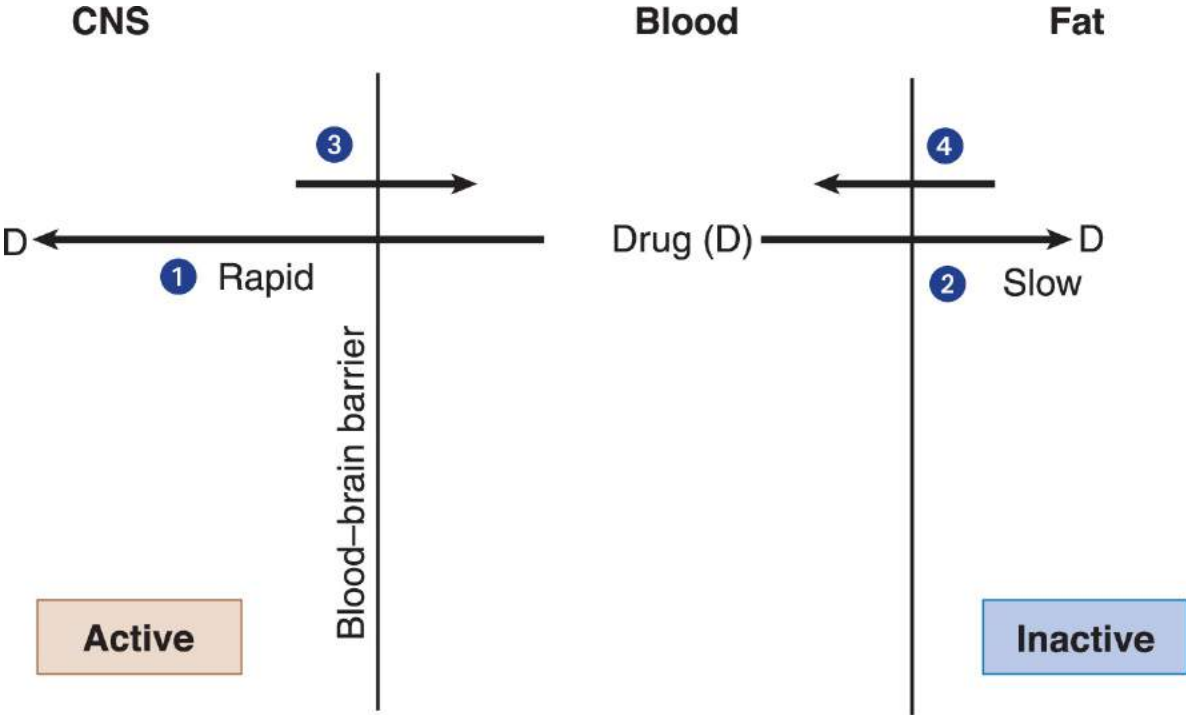 CNS
Blood
Fat
3
4
D
Drug (D)
D
1 Rapid
2 Slow
Blood–brain barrier
Active
Inactive